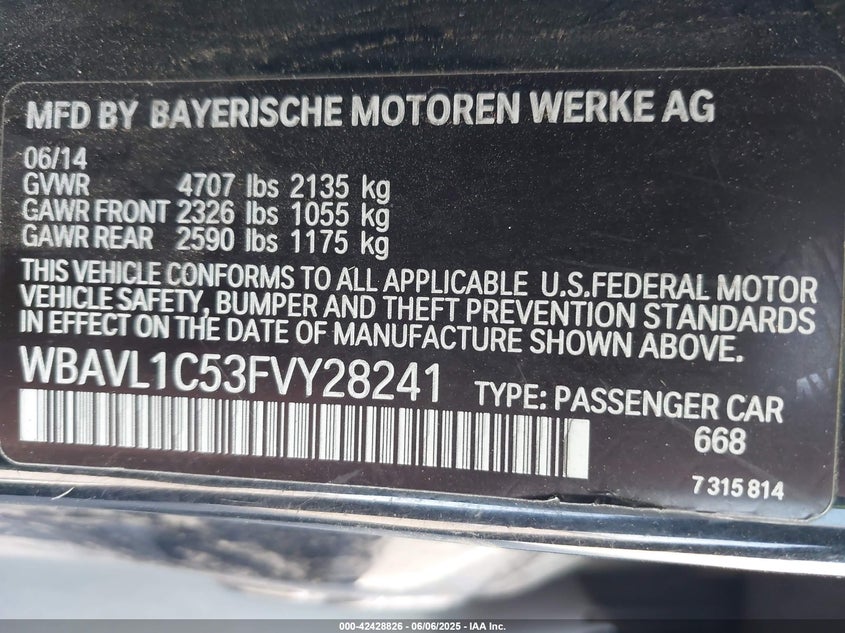 MFD BY BAYERISCHE MOTOREN WERKE AG
06/14
GVWR 4707 lbs 2135 kg
GAWR FRONT 2326 lbs 1055 kg
GAWR REAR 2590 lbs 1175 kg
THIS VEHICLE CONFORMS TO ALL APPLICABLE U.S.FEDERAL MOTOR
VEHICLE SAFETY, BUMPER AND THEFT PREVENTION STANDARDS
IN EFFECT ON THE DATE OF MANUFACTURE SHOWN ABOVE.
WBAVL1C53FVY28241 TYPE: PASSENGER CAR
668
7 315 814
000-42428826 - 06/06/2025 - IAA Inc.